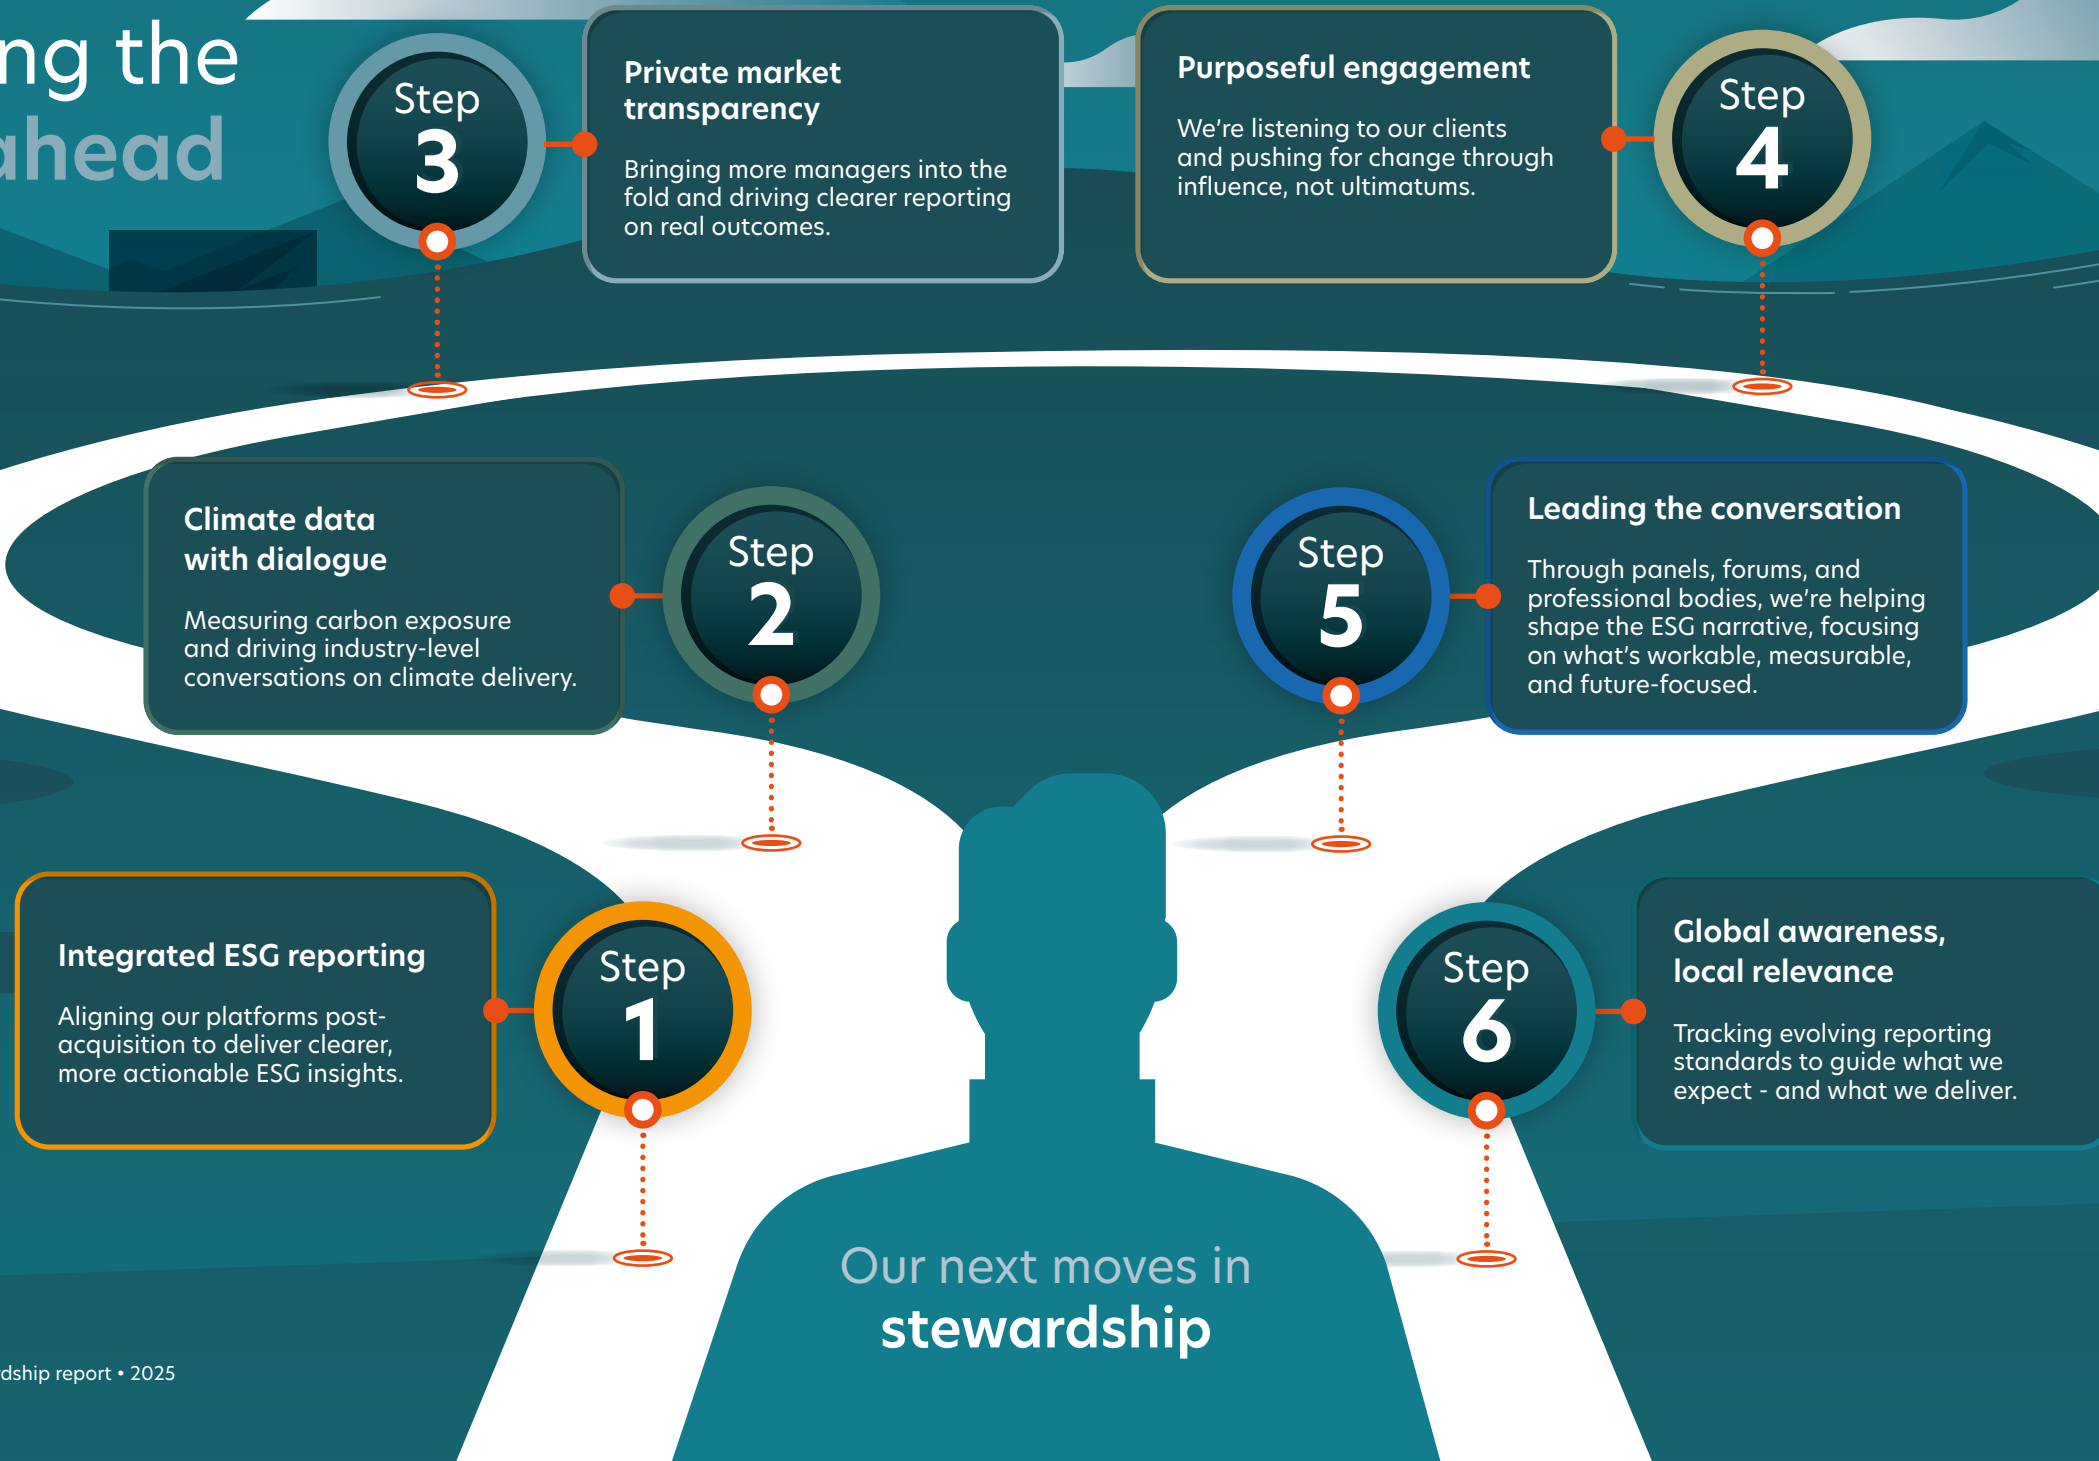 ng the
ahead
Step
3
Private market
transparency
Bringing more managers into the
fold and driving clearer reporting
on real outcomes.
Purposeful engagement
We’re listening to our clients
and pushing for change through
influence, not ultimatums.
Step
4
Climate data
with dialogue
Measuring carbon exposure
and driving industry-level
conversations on climate delivery.
Step
2
Step
5
Leading the conversation
Through panels, forums, and
professional bodies, we’re helping
shape the ESG narrative, focusing
on what’s workable, measurable,
and future-focused.
Integrated ESG reporting
Aligning our platforms post-
acquisition to deliver clearer,
more actionable ESG insights.
Step
1
Step
6
Global awareness,
local relevance
Tracking evolving reporting
standards to guide what we
expect - and what we deliver.
Our next moves in
stewardship
dship report • 2025